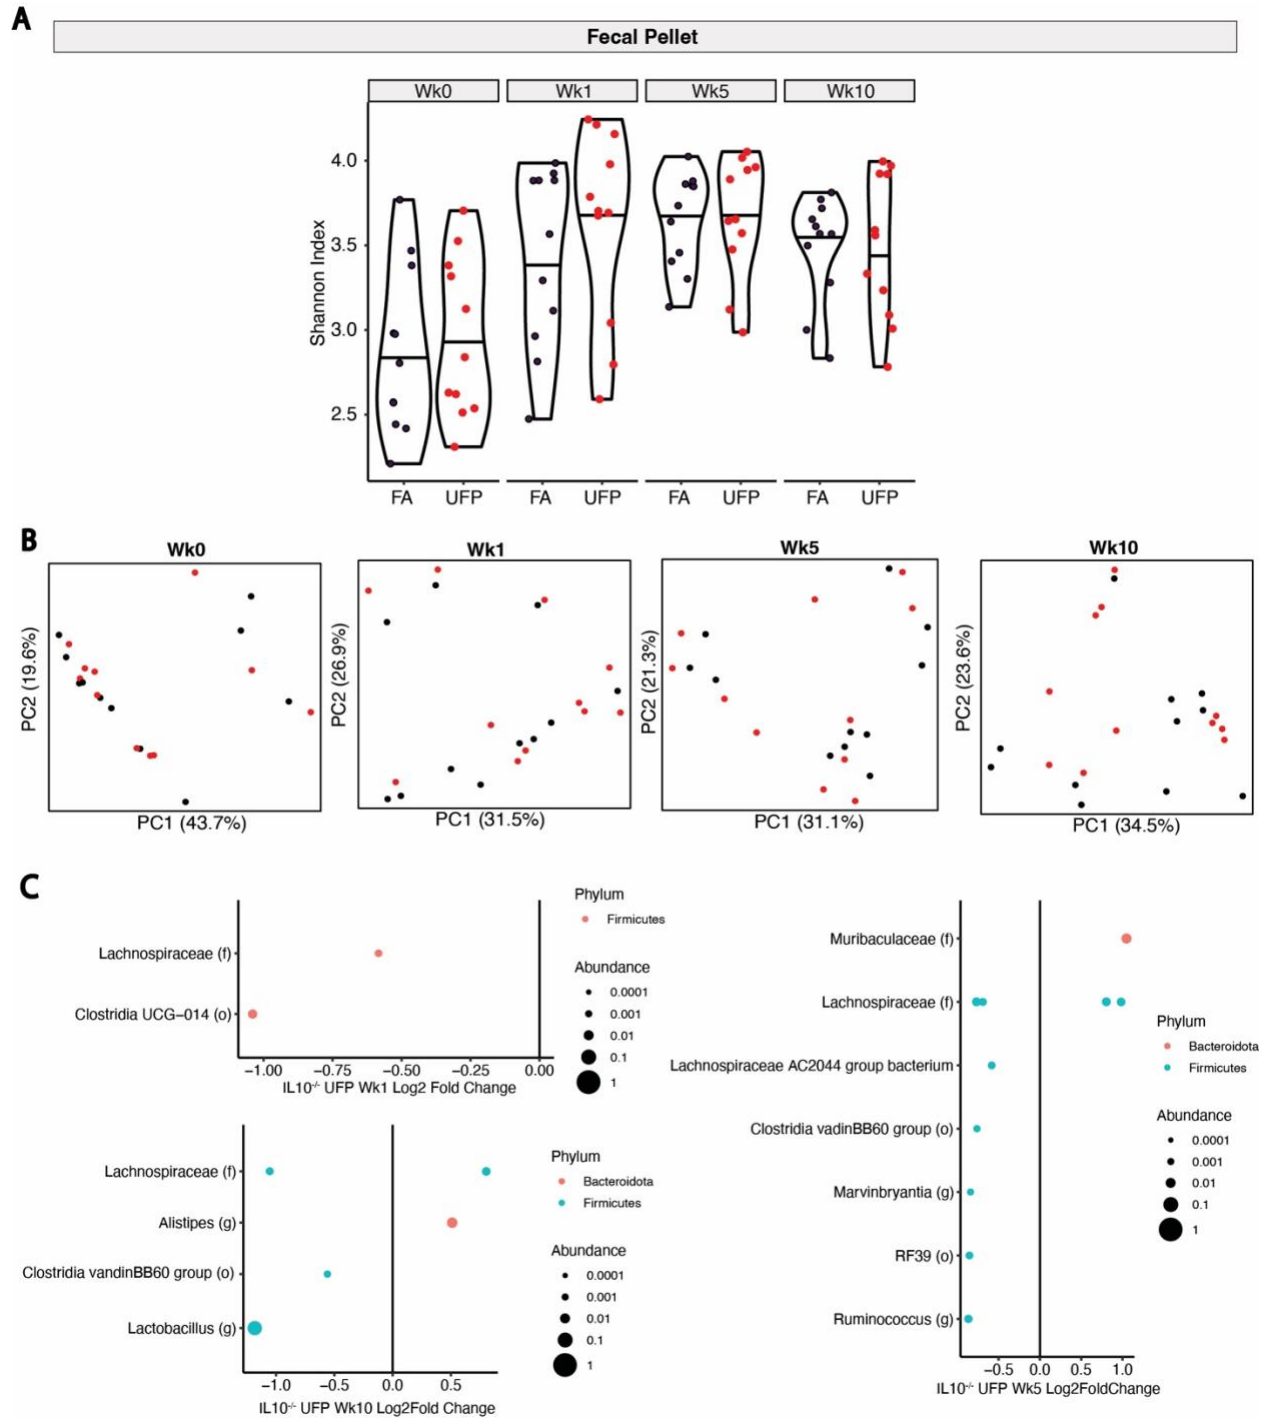 A
Fecal Pellet
Wk0 Wk1 Wk5 Wk10
Shannon Index
4.0
3.5
3.0
2.5
FA UFP FA UFP FA UFP FA UFP
B
Wk0 Wk1 Wk5 Wk10
PC2 (19.6%)
PC1 (43.7%)
PC2 (26.9%)
PC1 (31.5%)
PC2 (21.3%)
PC1 (31.1%)
PC2 (23.6%)
PC1 (34.5%)
C
Lachnospiraceae (f)
Clostridia UCG-014 (o)
−1.00 −0.75 −0.50 −0.25 0.00
IL10-/- UFP Wk1 Log2 Fold Change
Phylum
Firmicutes
Abundance
0.0001
0.001
0.01
0.1
1
Lachnospiraceae (f)
Alistipes (g)
Clostridia vandinBB60 group (o)
Lactobacillus (g)
−1.0 −0.5 0.0 0.5
IL10-/- UFP Wk10 Log2Fold Change
Phylum
Bacteroidota
Firmicutes
Abundance
0.0001
0.001
0.01
0.1
1
Muribaculaceae (f)
Lachnospiraceae (f)
Lachnospiraceae AC2044 group bacterium
Clostridia vadinBB60 group (o)
Marvinbryantia (g)
RF39 (o)
Ruminococcus (g)
−0.5 0.0 0.5 1.0
IL10-/- UFP Wk5 Log2FoldChange
Phylum
Bacteroidota
Firmicutes
Abundance
0.0001
0.001
0.01
0.1
1